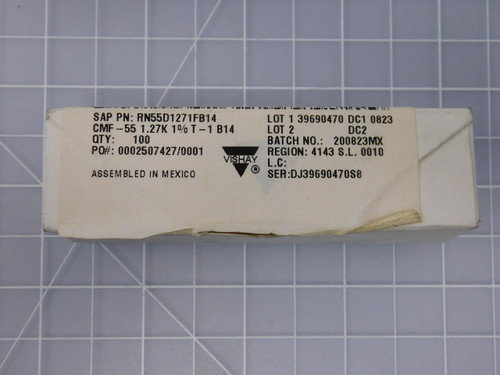 SAP PN: RN55D1271FB14
CMF-55 1.27K 1% T-1 B14
QTY: 100
PO#: 0002507427/0001
ASSEMBLED IN MEXICO
VISHAY
®
LOT 1 39690470 DC1 0823
LOT 2 DC2
BATCH NO.: 200823MX
REGION: 4143 S.L. 0010
L.C:
SER:DJ39690470S8